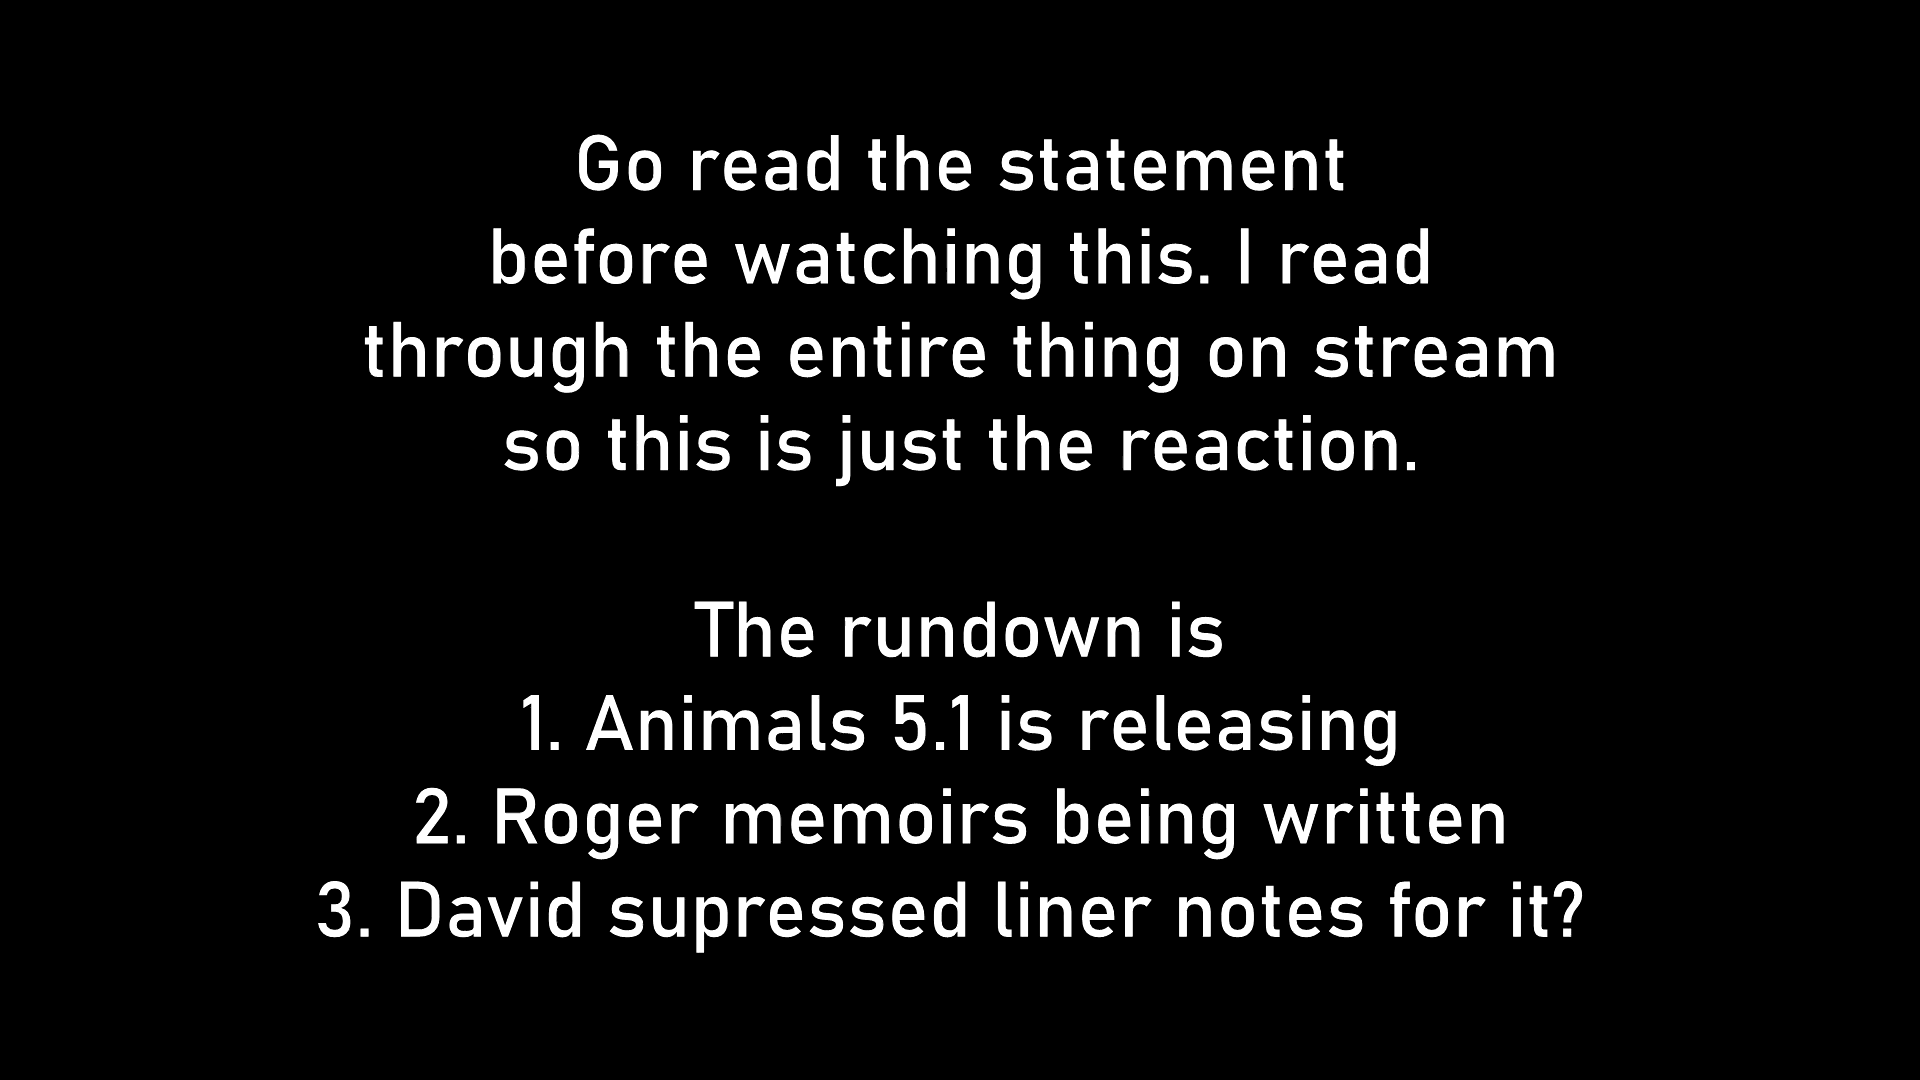 Go read the statement
before watching this. I read
through the entire thing on stream
so this is just the reaction.
The rundown is
1. Animals 5.1 is releasing
2. Roger memoirs being written
3. David supressed liner notes for it?